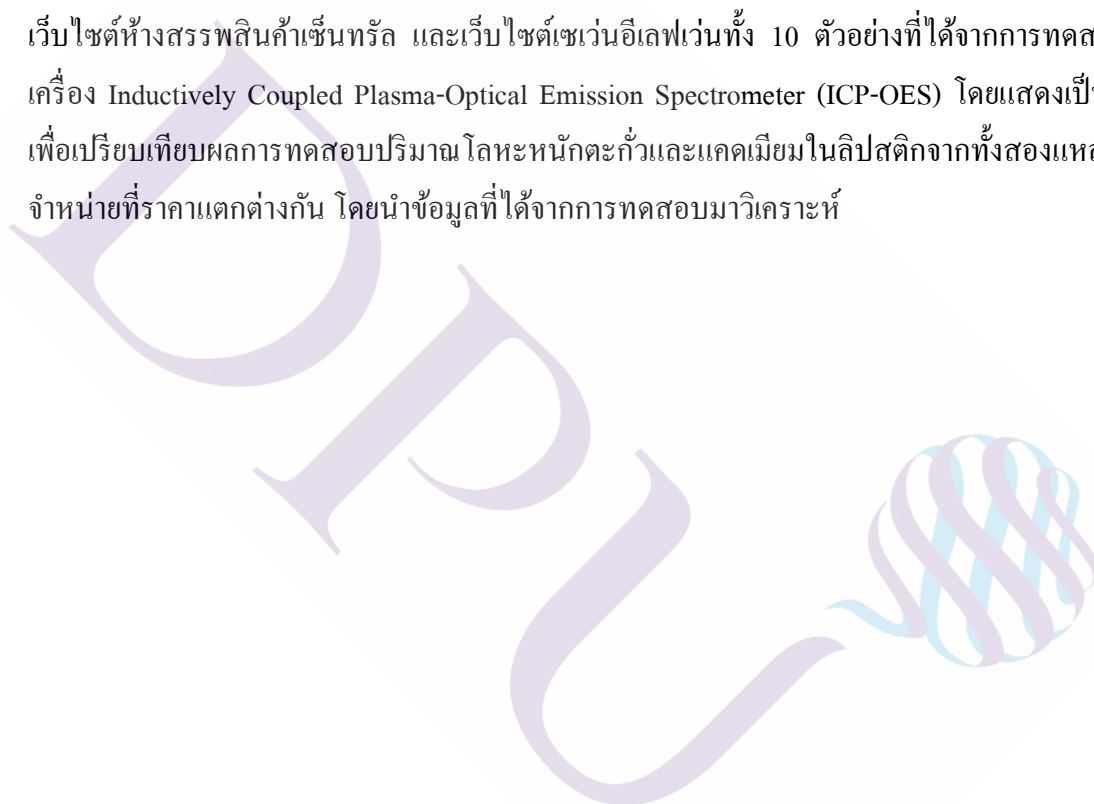 เว็บไซต์ห้างสรรพสินค้าเซ็นทรัล และเว็บไซต์เซเว่นอีเลฟเว่นทั้ง 10 ตัวอย่างที่ได้จากการทดส
เครื่อง Inductively Coupled Plasma-Optical Emission Spectrometer (ICP-OES) โดยแสดงเป็
เพื่อเปรียบเทียบผลการทดสอบปริมาณโลหะหนักตะกั่วและแคดเมียมในลิปสติกจากทั้งสองแหล
จำหน่ายที่ราคาแตกต่างกัน โดยนำข้อมูลที่ได้จากการทดสอบมาวิเคราะห์
DPU